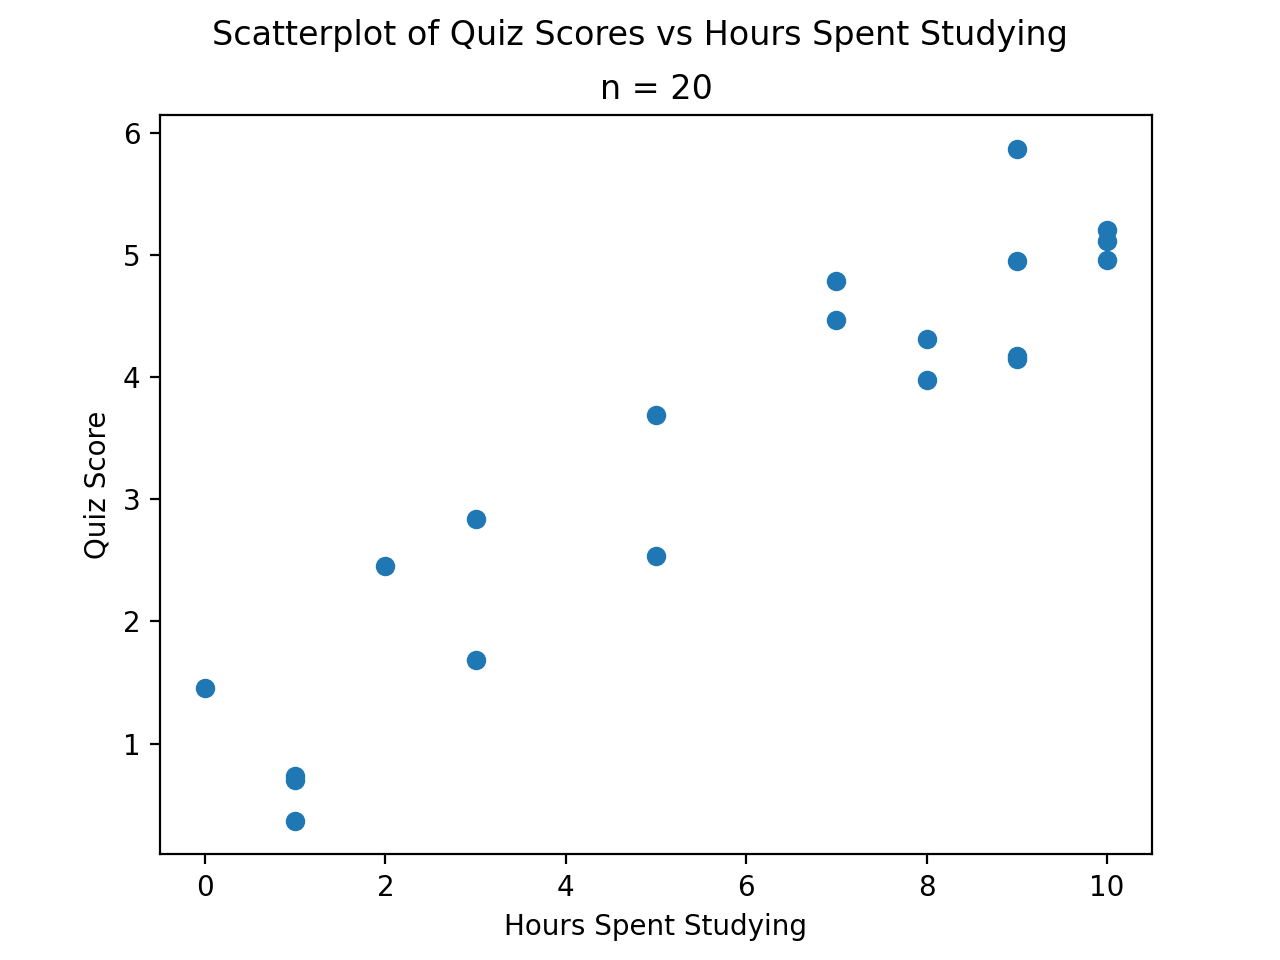 Scatterplot of Quiz Scores vs Hours Spent Studying
n = 20
6
5
4
3
2
1
Quiz Score
0 2 4 6 8 10
Hours Spent Studying